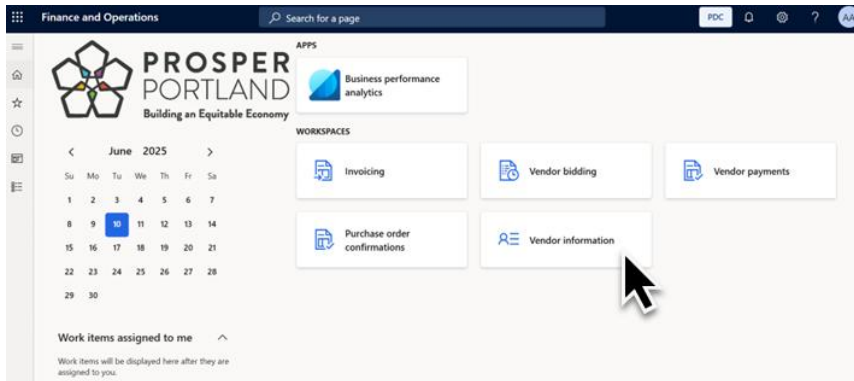 Finance and Operations
Search for a page
PDC
?
AA
PROSPER
PORTLAND
Building an Equitable Economy
APPS
Business performance
analytics
WORKSPACES
Invoicing
Vendor bidding
Vendor payments
Purchase order
confirmations
Vendor information
June 2025
Su Mo Tu We Th Fr Sa
1 2 3 4 5 6 7
8 9 10 11 12 13 14
15 16 17 18 19 20 21
22 23 24 25 26 27 28
29 30
Work items assigned to me
Work items will be displayed here after they are
assigned to you.